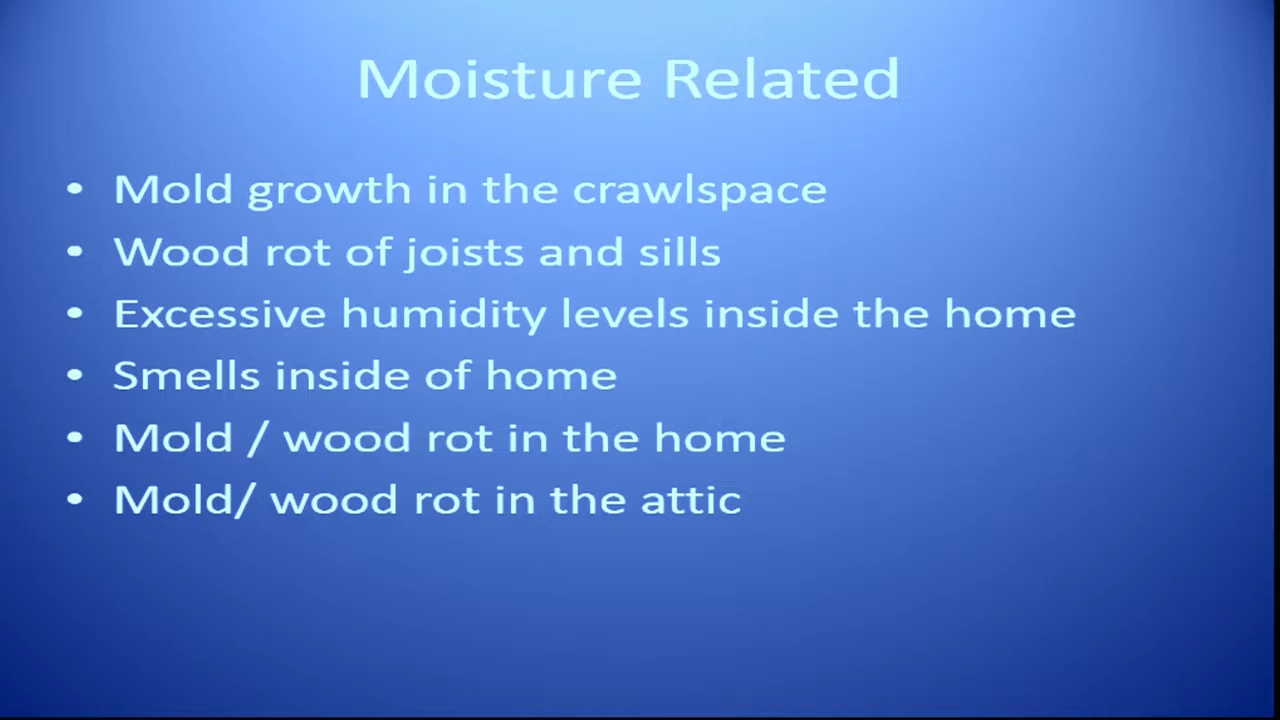 Moisture Related
• Mold growth in the crawlspace
• Wood rot of joists and sills
• Excessive humidity levels inside the home
• Smells inside of home
• Mold / wood rot in the home
• Mold/ wood rot in the attic